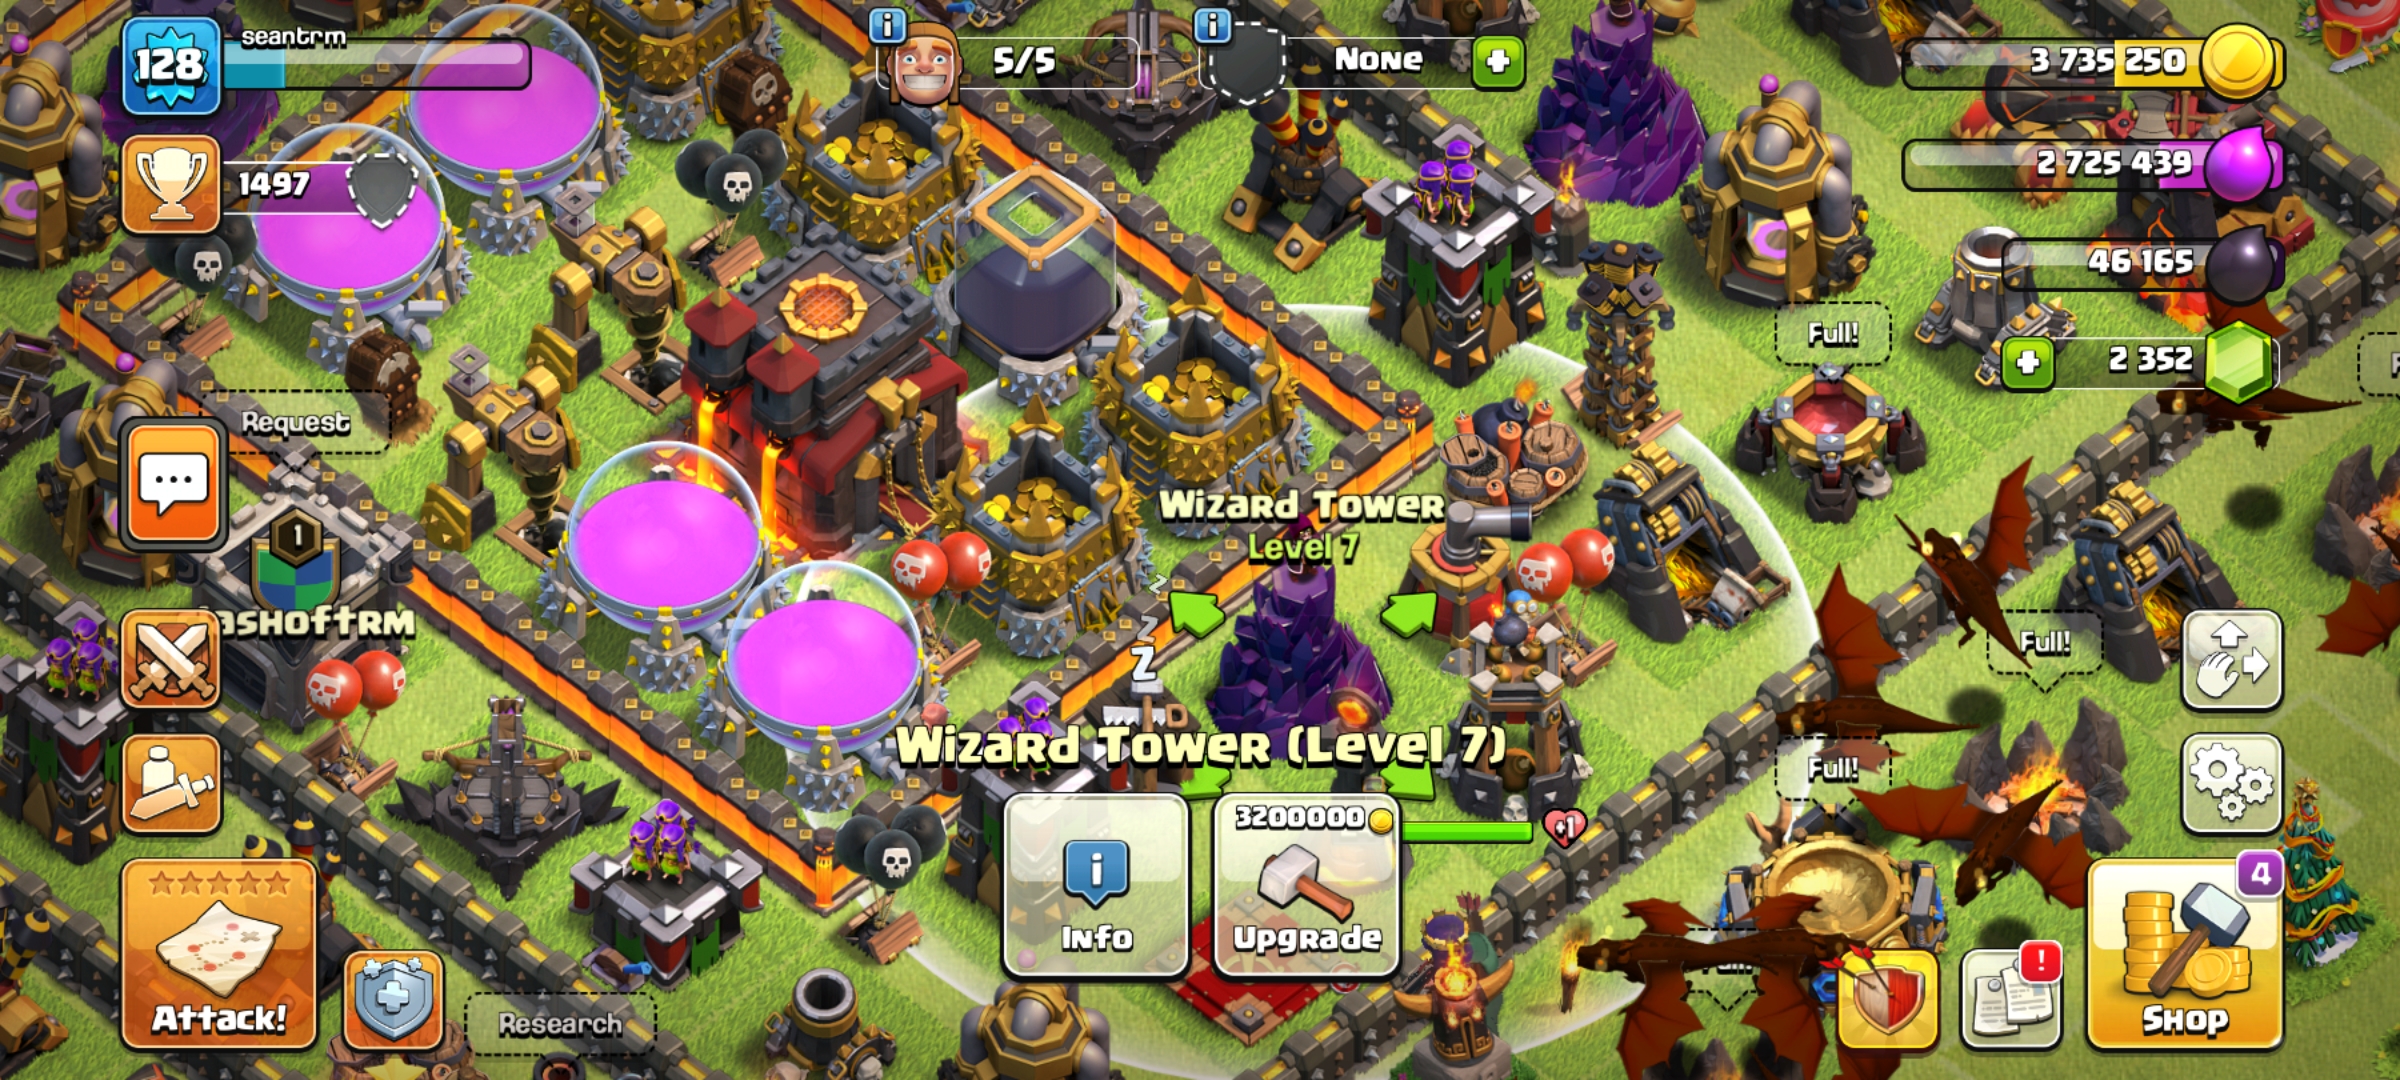 seantrm
128
5/5
None
3 735 250
1497
2 725 439
46 165
Full!
2 352
Request
Wizard Tower
Level 7
1
Full!
z
z
z
Wizard Tower (Level 7)
Full!
3200000
+1
4
Info
Upgrade
Attack!
Research
!
Shop